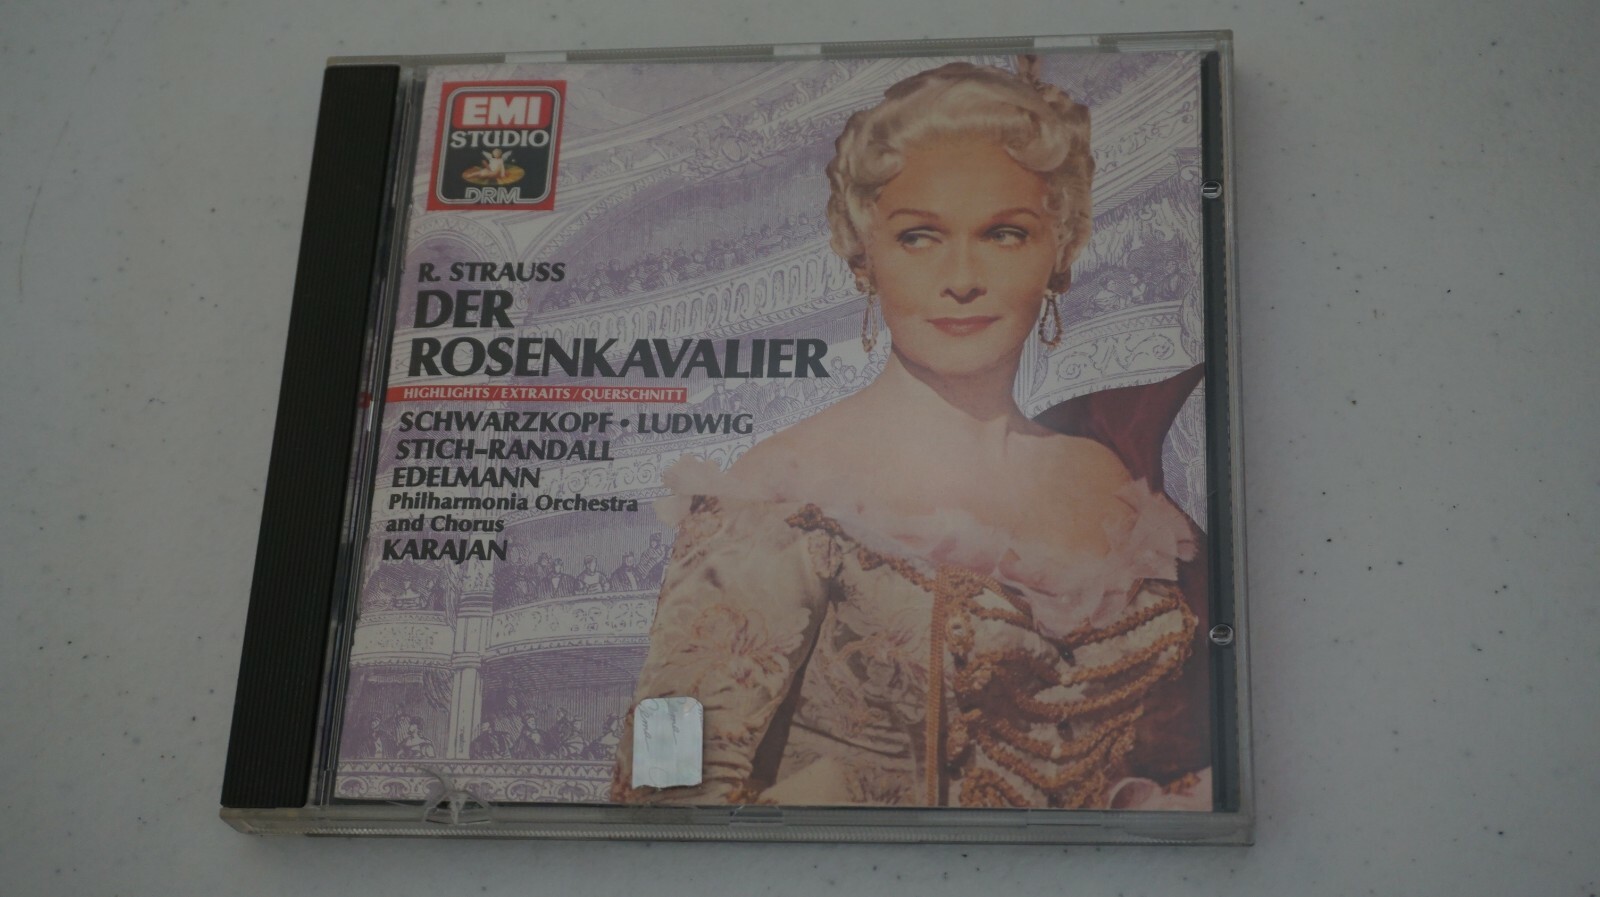 EMI
STUDIO
DRM
R. STRAUSS
DER
ROSENKAVALIER
HIGHLIGHTS/EXTRAITS/QUERSCHNITT
SCHWARZKOPF • LUDWIG
STICH-RANDALL
EDELMANN
Philharmonia Orchestra
and Chorus
KARAJAN